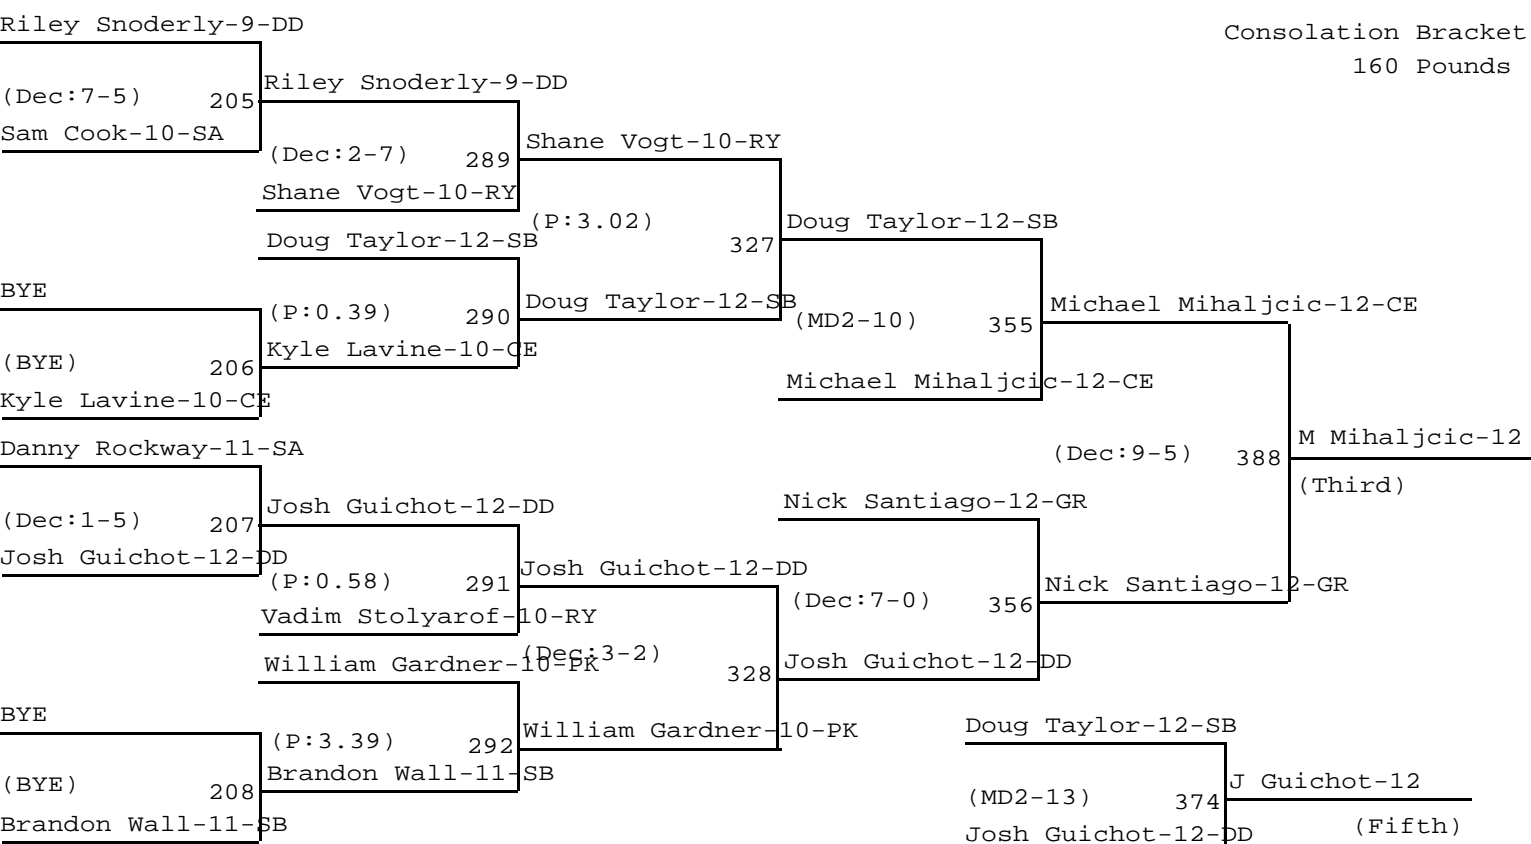 Riley Snoderly-9-DD
Consolation Bracket
160 Pounds
(Dec:7-5) 205
Riley Snoderly-9-DD
Sam Cook-10-SA
(Dec:2-7) 289
Shane Vogt-10-RY
Shane Vogt-10-RY
(P:3.02) 327
Doug Taylor-12-SB
Doug Taylor-12-SB
BYE
(P:0.39) 290
Doug Taylor-12-SB
(MD2-10) 355
Michael Mihaljcic-12-CE
(BYE) 206
Kyle Lavine-10-CE
Kyle Lavine-10-CE
Michael Mihaljcic-12-CE
Danny Rockway-11-SA
(Dec:9-5) 388
M Mihaljcic-12
(Third)
(Dec:1-5) 207
Josh Guichot-12-DD
Nick Santiago-12-GR
Josh Guichot-12-DD
(P:0.58) 291
Josh Guichot-12-DD
(Dec:7-0) 356
Nick Santiago-12-GR
Vadim Stolyarof-10-RY
(Dec:3-2) 328
William Gardner-10-PK
Josh Guichot-12-DD
BYE
(P:3.39) 292
William Gardner-10-PK
Doug Taylor-12-SB
(BYE) 208
Brandon Wall-11-SB
(MD2-13) 374
J Guichot-12
Brandon Wall-11-SB
Josh Guichot-12-DD
(Fifth)